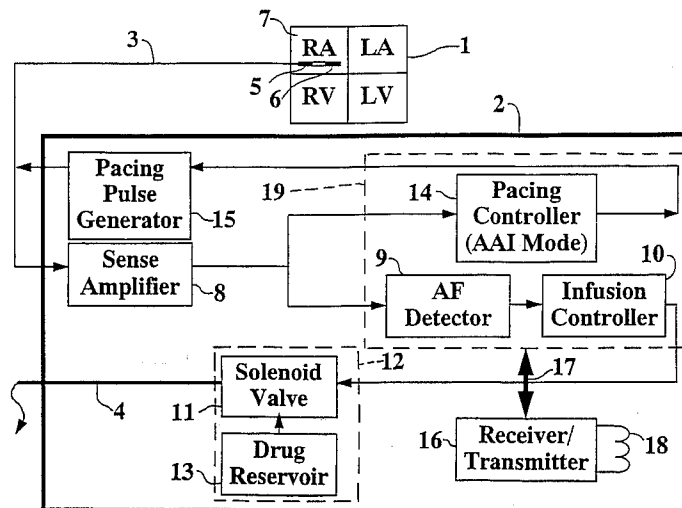 7
RA LA
3
1
5
6
RV LV
2
Pacing
Pulse
Generator
15
19
14
Pacing
Controller
(AAI Mode)
Sense
Amplifier
8
9
AF
Detector
10
Infusion
Controller
12
Solenoid
Valve
11
17
4
Drug
Reservoir
13
16
Receiver/
Transmitter
18